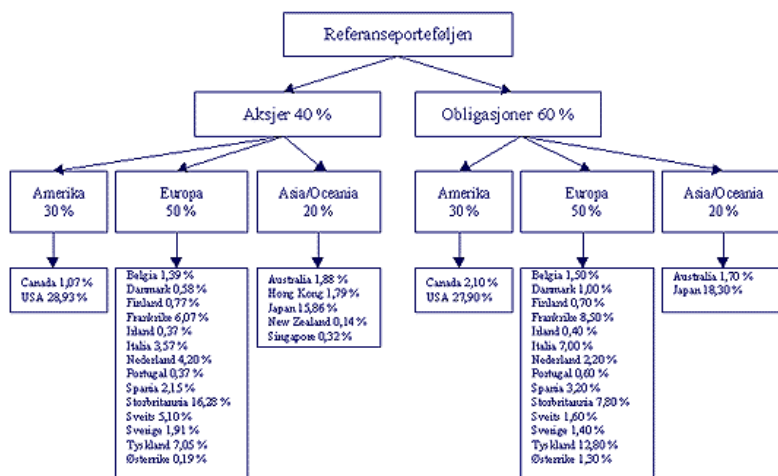 Referanseporteføljen
Aksjer 40 %
Obligasjoner 60 %
Amerika
30 %
Europa
50 %
Asia/Oceania
20 %
Amerika
30 %
Europa
50 %
Asia/Oceania
20 %
Canada 1,07 %
USA 28,93 %
Belgia 1,39 %
Danmark 0,58 %
Finland 0,77 %
Frankrike 6,07 %
Irland 0,37 %
Italia 3,57 %
Nederland 4,20 %
Portugal 0,37 %
Spania 2,15 %
Storbritannia 16,28 %
Sveits 5,10 %
Sverige 1,91 %
Tyskland 7,05 %
Østerrike 0,19 %
Australia 1,88 %
Hong Kong 1,79 %
Japan 15,86 %
New Zealand 0,14 %
Singapore 0,32 %
Canada 2,10 %
USA 27,90 %
Belgia 1,50 %
Danmark 1,00 %
Finland 0,70 %
Frankrike 8,50 %
Irland 0,40 %
Italia 7,00 %
Nederland 2,20 %
Portugal 0,60 %
Spania 3,20 %
Storbritannia 7,80 %
Sveits 1,60 %
Sverige 1,40 %
Tyskland 12,80 %
Østerrike 1,30 %
Australia 1,70 %
Japan 18,30 %